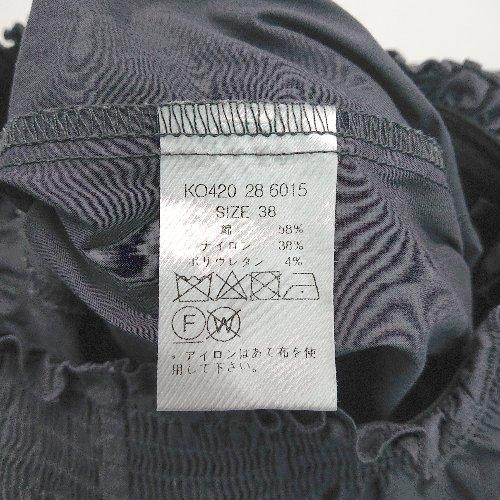 KO420 28 6015
SIZE 38
綿 58%
ナイロン 38%
ポリウレタン 4%
F W
・アイロンはあて布を使
用して下さい。